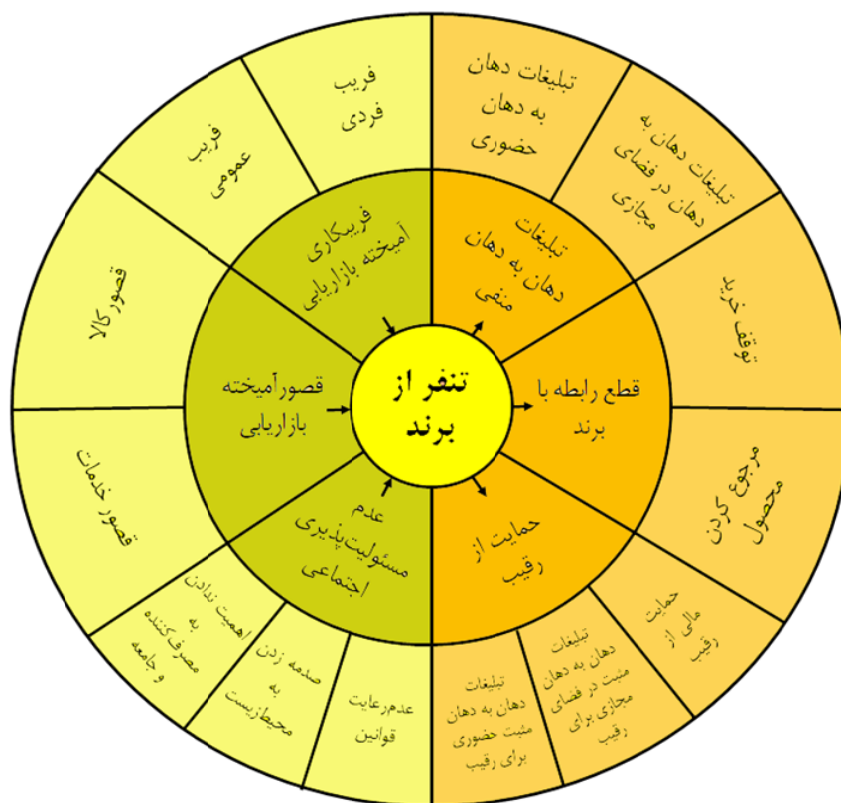 تنفر از
برند
تبلیغات
دهان به دهان
منفی
قطع رابطه با
برند
حمایت از
رقیب
عدم
مسئولیت‌پذیری
اجتماعی
قصورآمیخته
بازاریابی
فریبکاری
آمیخته بازاریابی
تبلیغات دهان
به دهان
حضوری
تبلیغات دهان به
دهان در فضای
مجازی
توقف خرید
مرجوع کردن
محصول
حمایت
مالی از
رقیب
تبلیغات
دهان به دهان
مثبت در فضای
مجازی برای
رقیب
تبلیغات
دهان به دهان
مثبت حضوری
برای رقیب
عدم‌رعایت
قوانین
صدمه زدن
به
محیط‌زیست
اهمیت ندادن
به
مصرف‌کننده
و جامعه
قصور خدمات
قصور کالا
فریب
عمومی
فریب
فردی